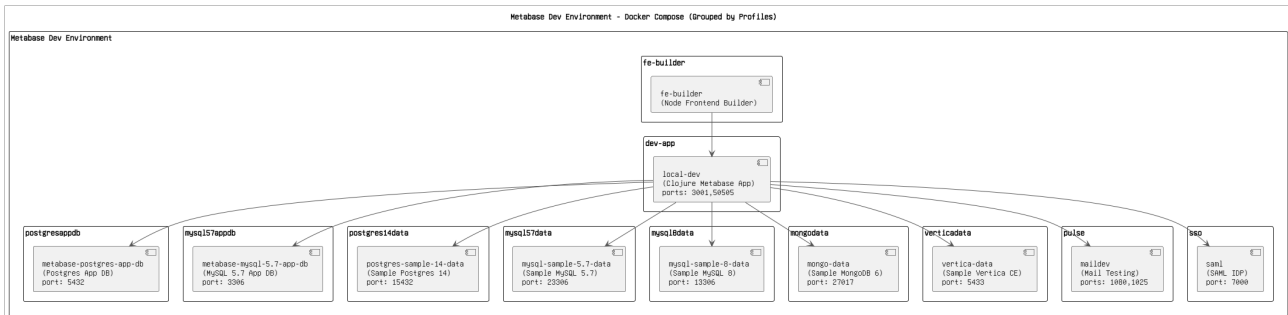 Metabase Dev Environment - Docker Compose (Grouped by Profiles)
Metabase Dev Environment
fe-builder
fe-builder
(Node Frontend Builder)
dev-app
local-dev
(Clojure Metabase App)
ports: 3001,50505
postgresappdb
metabase-postgres-app-db
(Postgres App DB)
port: 5432
mysql57appdb
metabase-mysql-5.7-app-db
(MySQL 5.7 App DB)
port: 3306
postgres14data
postgres-sample-14-data
(Sample Postgres 14)
port: 15432
mysql57data
mysql-sample-5.7-data
(Sample MySQL 5.7)
port: 23306
mysql8data
mysql-sample-8-data
(Sample MySQL 8)
port: 13306
mongodata
mongo-data
(Sample MongoDB 6)
port: 27017
verticadata
vertica-data
(Sample Vertica CE)
port: 5433
pulse
maildev
(Mail Testing)
ports: 1080,1025
sso
saml
(SAML IDP)
port: 7000